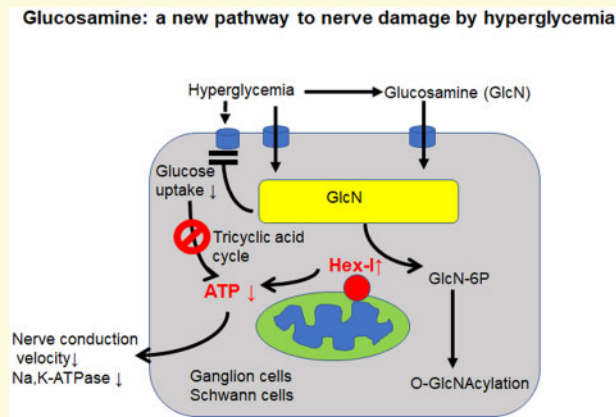 Glucosamine: a new pathway to nerve damage by hyperglycemia
Hyperglycemia
Glucosamine (GlcN)
Glucose
uptake ↓
GlcN
Tricyclic acid
cycle
Hex-I↑
ATP ↓
GlcN-6P
Nerve conduction
velocity↓
Na,K-ATPase ↓
Ganglion cells
Schwann cells
O-GlcNAcylation